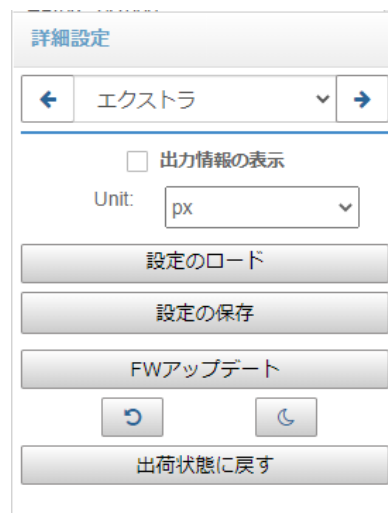 詳細設定
エクストラ
出力情報の表示
Unit: px
設定のロード
設定の保存
FWアップデート
出荷状態に戻す